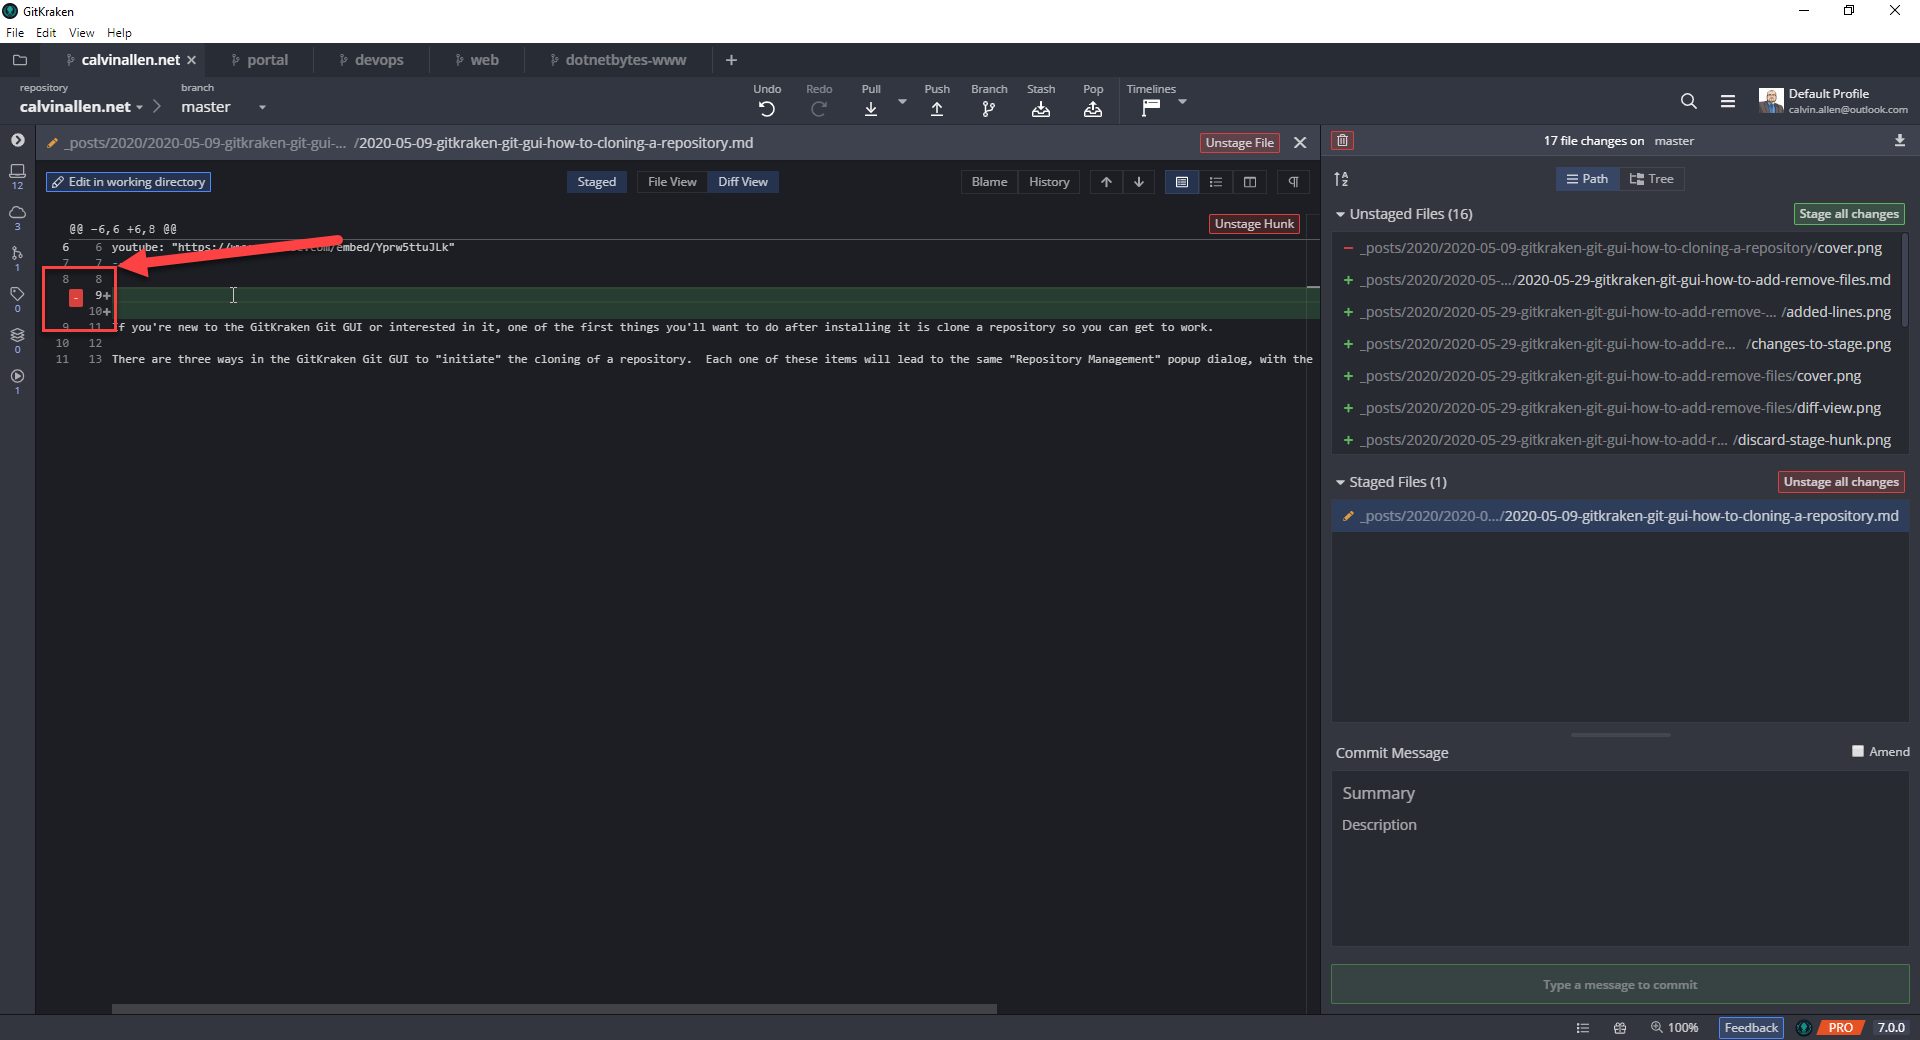 GitKraken
File Edit View Help
calvinallen.net portal devops web dotnetbytes-www
repository branch
calvinallen.net master
Undo Redo Pull Push Branch Stash Pop Timelines
Default Profile
calvin.allen@outlook.com
_posts/2020/2020-05-09-gitkraken-git-gui-... /2020-05-09-gitkraken-git-gui-how-to-cloning-a-repository.md
Unstage File
Edit in working directory
Staged File View Diff View
Blame History
@@ -6,6 +6,8 @@
Unstage Hunk
6 6 youtube: "https:// embed/Yprw5ttuJLk"
7 7
8 8
- 9+
10+
9 11 If you're new to the GitKraken Git GUI or interested in it, one of the first things you'll want to do after installing it is clone a repository so you can get to work.
10 12
11 13 There are three ways in the GitKraken Git GUI to "initiate" the cloning of a repository.  Each one of these items will lead to the same "Repository Management" popup dialog, with the
12
3
1
0
0
1
17 file changes on master
Path Tree
Unstaged Files (16)
Stage all changes
_posts/2020/2020-05-09-gitkraken-git-gui-how-to-cloning-a-repository/cover.png
_posts/2020/2020-05-.../2020-05-29-gitkraken-git-gui-how-to-add-remove-files.md
_posts/2020/2020-05-29-gitkraken-git-gui-how-to-add-remove-... /added-lines.png
_posts/2020/2020-05-29-gitkraken-git-gui-how-to-add-re... /changes-to-stage.png
_posts/2020/2020-05-29-gitkraken-git-gui-how-to-add-remove-files/cover.png
_posts/2020/2020-05-29-gitkraken-git-gui-how-to-add-remove-files/diff-view.png
_posts/2020/2020-05-29-gitkraken-git-gui-how-to-add-r... /discard-stage-hunk.png
Staged Files (1)
Unstage all changes
_posts/2020/2020-0.../2020-05-09-gitkraken-git-gui-how-to-cloning-a-repository.md
Commit Message
Amend
Summary
Description
Type a message to commit
100% Feedback PRO 7.0.0